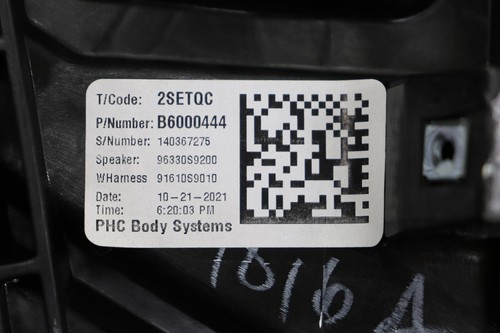 T/Code: 2SETQC
P/Number: B6000444
S/Number: 140367275
Speaker: 96330S9200
WHarness 91610S9010
Date: 10-21-2021
Time: 6:20:03 PM
PHC Body Systems
1816